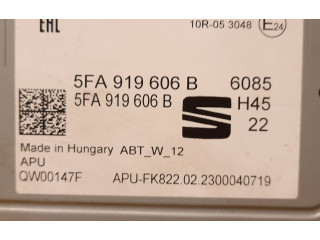 EAC
10R-05 3048 E24
5FA 919 606 B 6085
5FA 919 606 B H45
22
Made in Hungary ABT_W_12
APU
QW00147F APU-FK822.02.2300040719